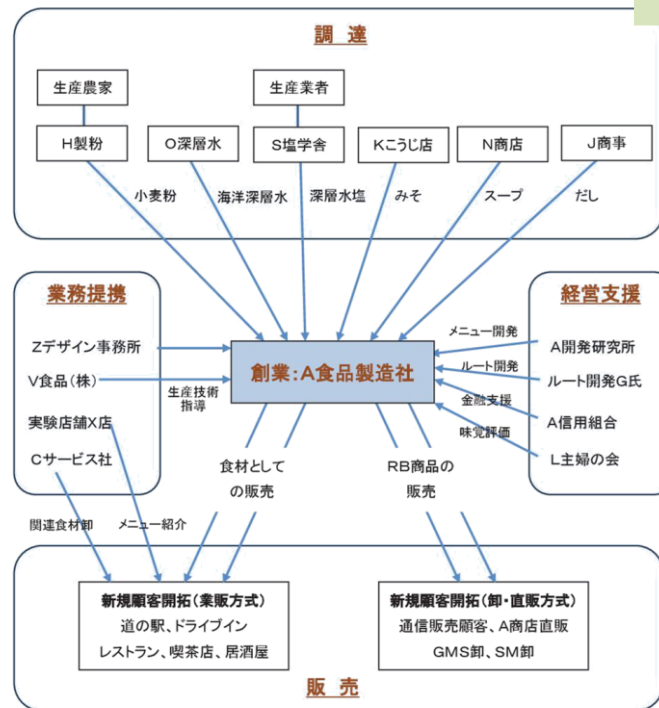 調 達
生産農家
生産業者
H製粉
O深層水
S塩学舎
Kこうじ店
N商店
J商事
小麦粉
海洋深層水
深層水塩
みそ
スープ
だし
業務提携
Zデザイン事務所
V食品(株)
実験店舗X店
Cサービス社
生産技術
指導
創業:A食品製造社
経営支援
メニュー開発
A開発研究所
ルート開発
ルート開発G氏
金融支援
A信用組合
味覚評価
L主婦の会
食材として
の販売
RB商品の
販売
関連食材卸
メニュー紹介
新規顧客開拓(業販方式)
道の駅、ドライブイン
レストラン、喫茶店、居酒屋
新規顧客開拓(卸・直販方式)
通信販売顧客、A商店直販
GMS卸、SM卸
販 売